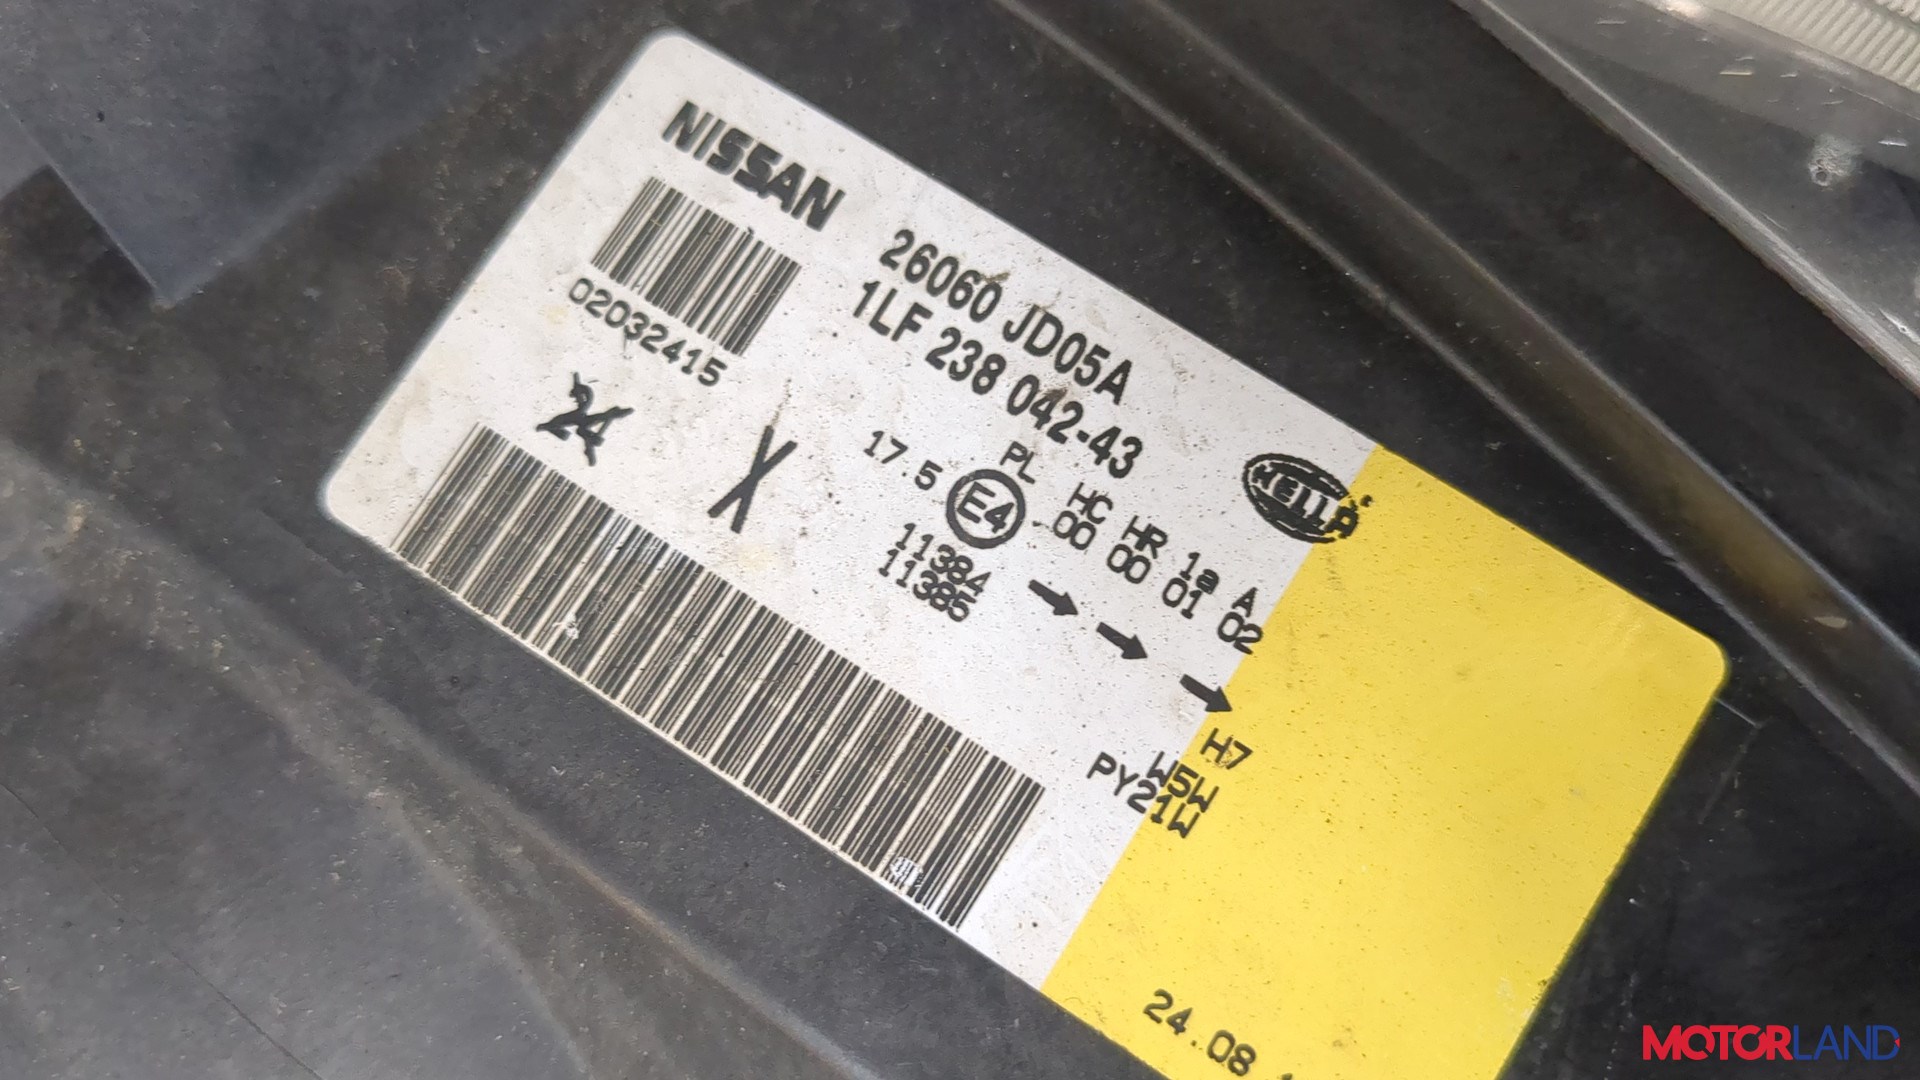 NISSAN
02032415
26060 JD05A
1LF 238 042-43
24
X
HELLA
PL HC HR 1a A
17.5 E4 00 00 01 02
11384
11385
H7
W5W
PY21W
24.08
MOTORLAND